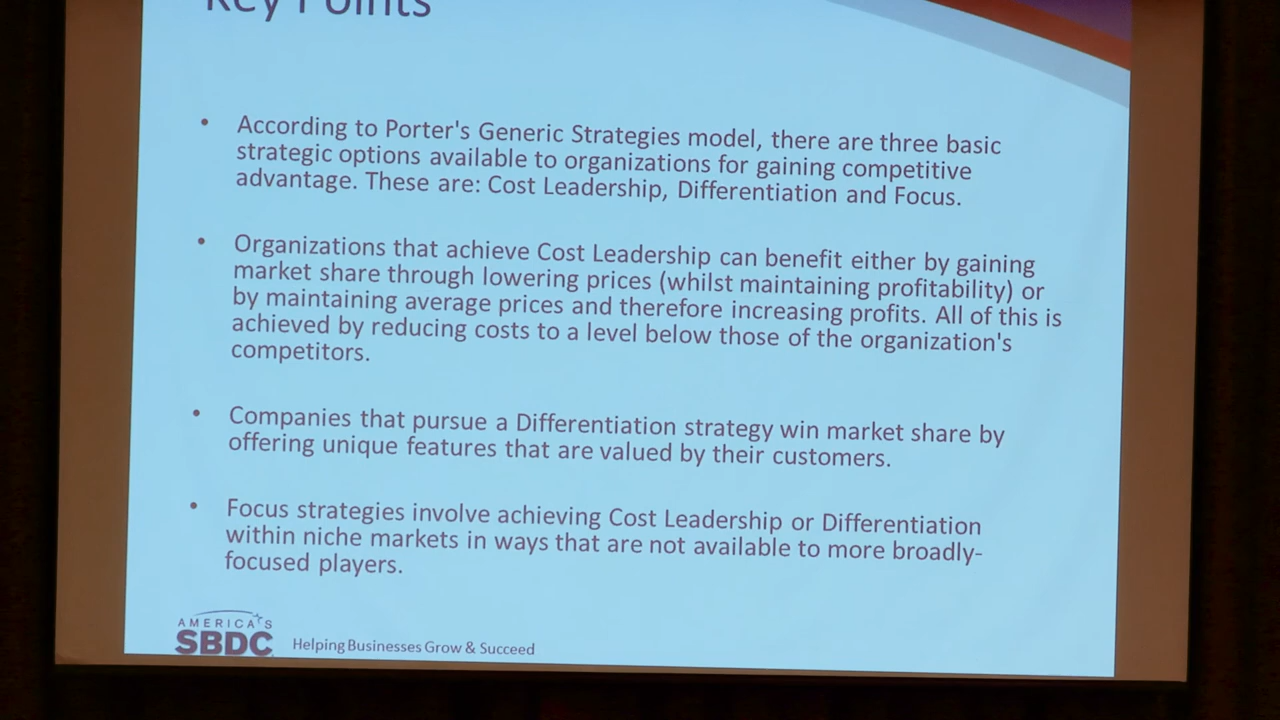 Key Points
• According to Porter's Generic Strategies model, there are three basic
strategic options available to organizations for gaining competitive
advantage. These are: Cost Leadership, Differentiation and Focus.
• Organizations that achieve Cost Leadership can benefit either by gaining
market share through lowering prices (whilst maintaining profitability) or
by maintaining average prices and therefore increasing profits. All of this is
achieved by reducing costs to a level below those of the organization's
competitors.
• Companies that pursue a Differentiation strategy win market share by
offering unique features that are valued by their customers.
• Focus strategies involve achieving Cost Leadership or Differentiation
within niche markets in ways that are not available to more broadly-
focused players.
AMERICA'S
SBDC
Helping Businesses Grow & Succeed